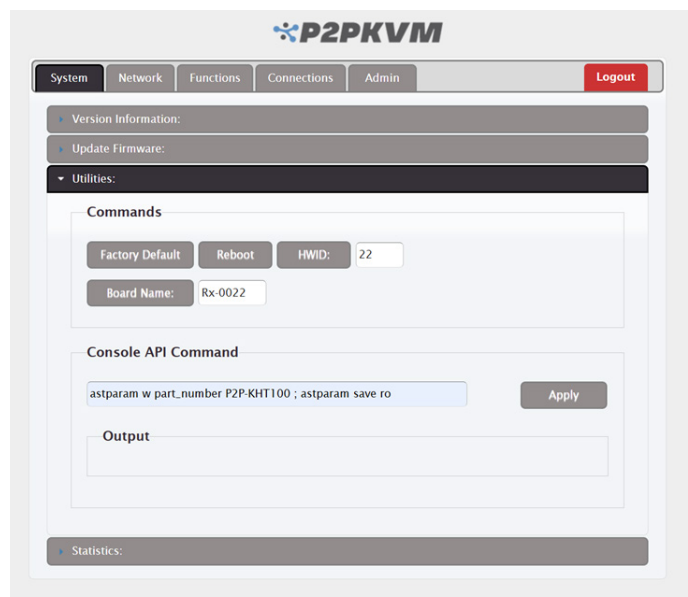 P2PKVM
System Network Functions Connections Admin Logout
Version Information:
Update Firmware:
Utilities:
Commands
Factory Default Reboot HWID: 22
Board Name: Rx-0022
Console API Command
astparam w part_number P2P-KHT100 ; astparam save ro Apply
Output
Statistics: